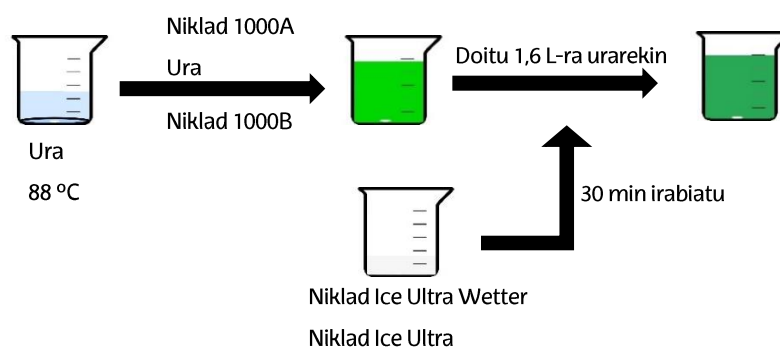 Niklad 1000A
Ura
Niklad 1000B
Doitu 1,6 L-ra urarekin
Ura
88 ºC
30 min irabiatu
Niklad Ice Ultra Wetter
Niklad Ice Ultra